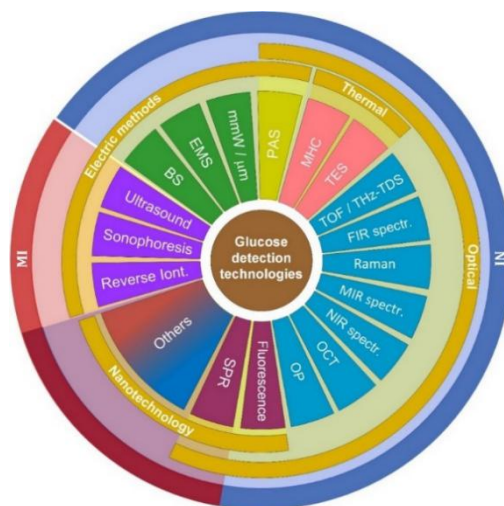 Glucose
detection
technologies
Electric methods
Thermal
Optical
Nanotechnology
NI
MI
BS
EMS
mmW / µm
PAS
MHC
TES
TOF / THz-TDS
FIR spectr.
Raman
MIR spectr.
NIR spectr.
OCT
OP
Fluorescence
SPR
Others
Reverse Iont.
Sonophoresis
Ultrasound